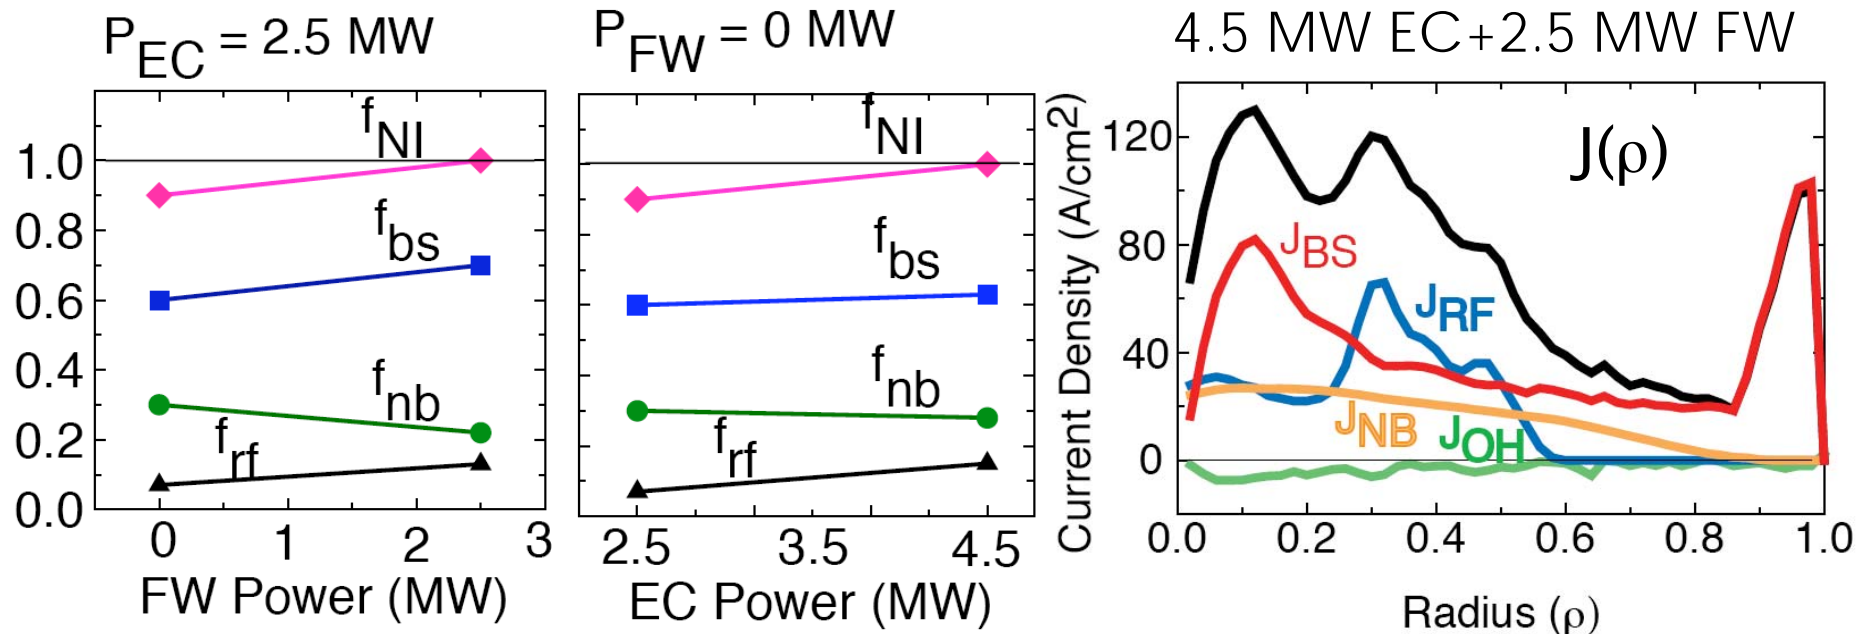 P_EC = 2.5 MW
f_NI
f_bs
f_nb
f_rf
1.0
0.8
0.6
0.4
0.2
0.0
0 1 2 3
FW Power (MW)
P_FW = 0 MW
f_NI
f_bs
f_nb
f_rf
2.5 3.5 4.5
EC Power (MW)
4.5 MW EC+2.5 MW FW
J(ρ)
J_BS
J_RF
J_NB
J_OH
Current Density (A/cm²)
120
80
40
0
0.0 0.2 0.4 0.6 0.8 1.0
Radius (ρ)